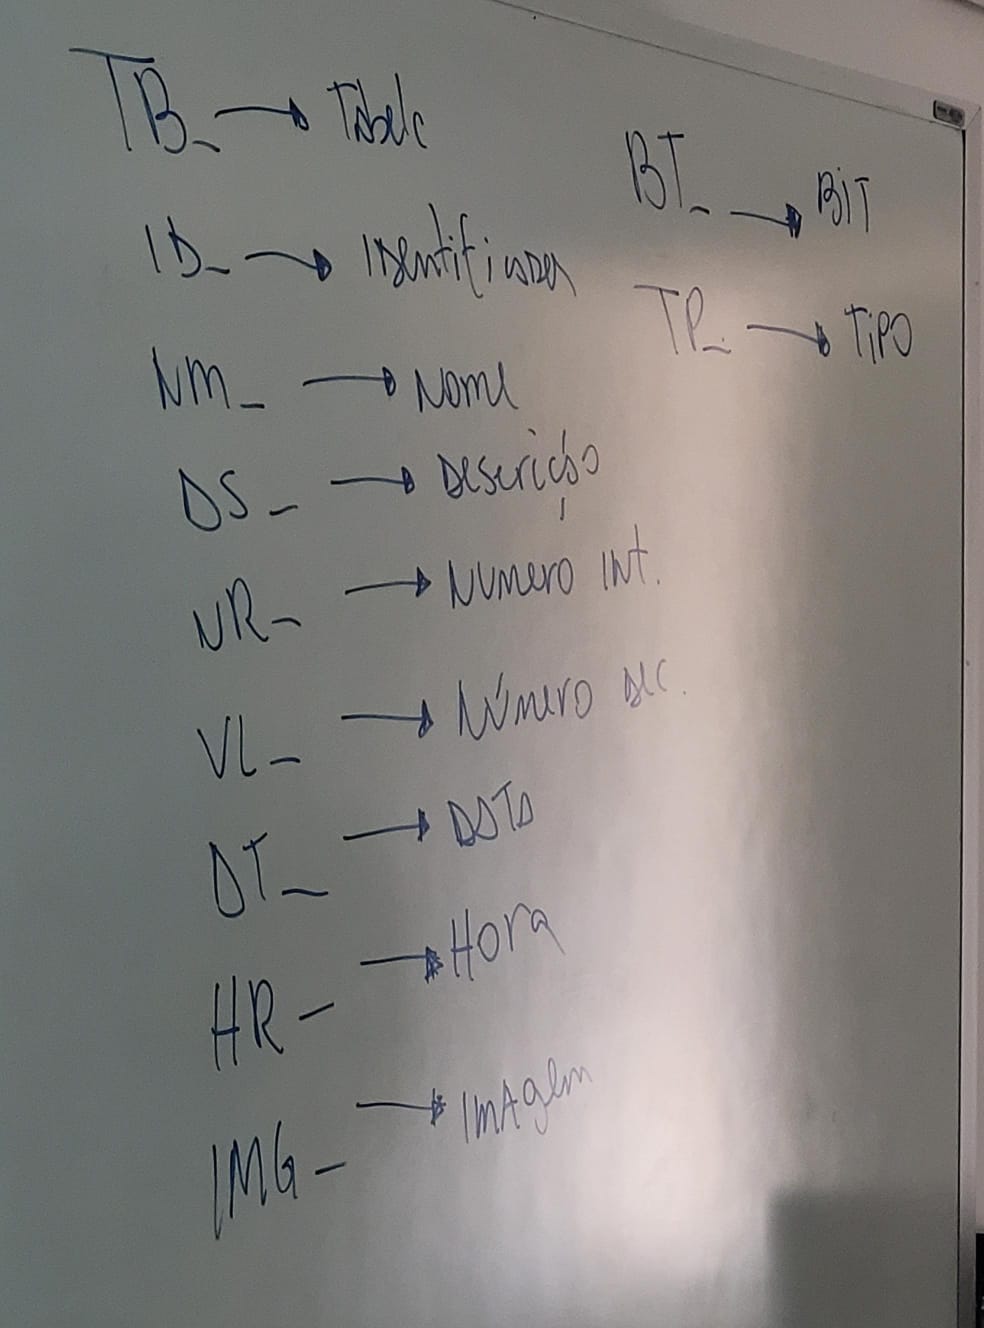 TB_ → Tabela
ID_ → Identificador
NM_ → Nome
DS_ → Descrição
NR_ → Numero Int.
VL_ → Número Dec.
DT_ → DATA
HR_ → Hora
IMG_ → Imagem
BT_ → BIT
TP_ → TIPO